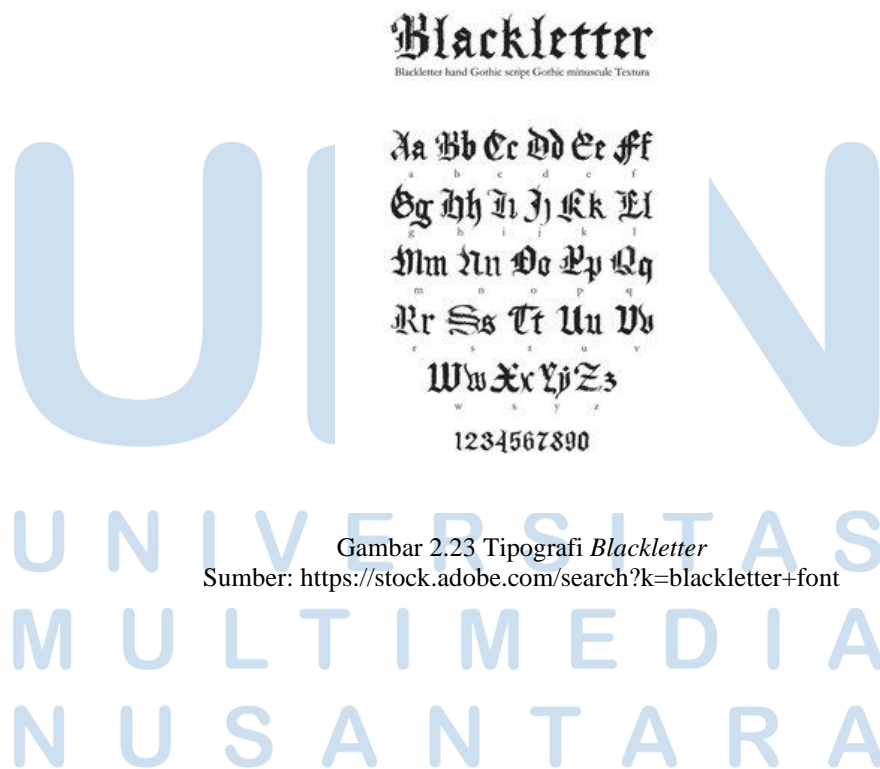 Blackletter
Blackletter hand Gothic script Gothic minuscule Textura
Aa Bb Cc Dd Ee Ff
a b c d e f
Gg Hh Ii Jj Kk Ll
g h i j k l
Mm Nn Oo Pp Qq
m n o p q
Rr Ss Tt Uu Vv
r s t u v
Ww Xx Yy Zz
w x y z
1234567890
Gambar 2.23 Tipografi Blackletter
Sumber: https://stock.adobe.com/search?k=blackletter+font
UNIVERSITAS
MULTIMEDIA
NUSANTARA